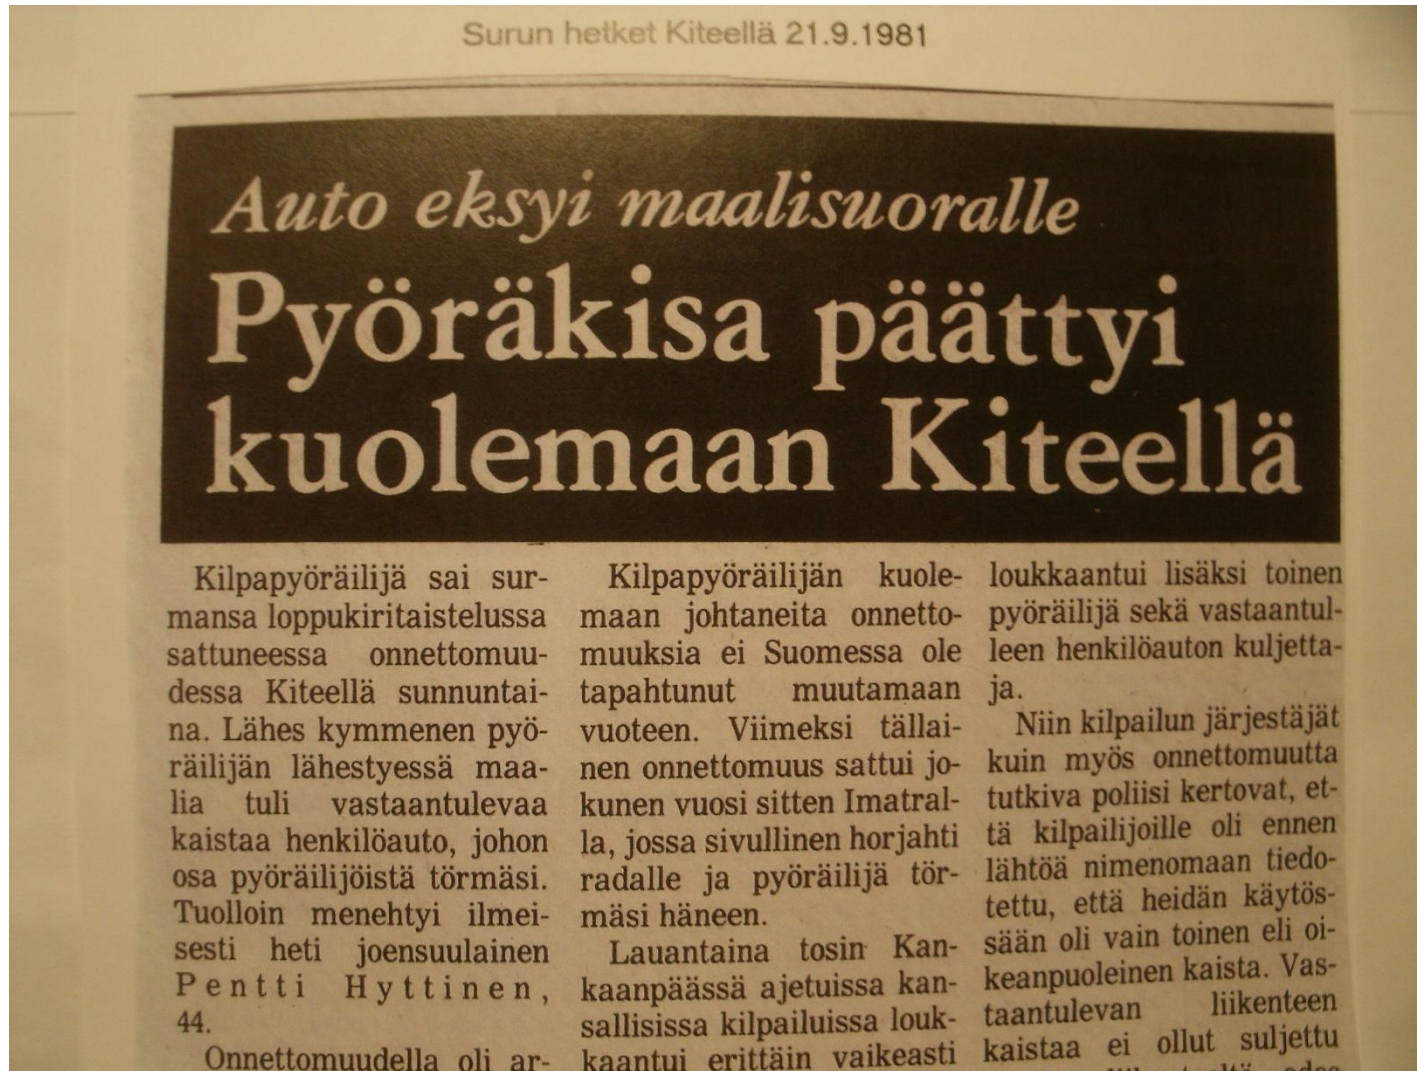 Surun hetket Kiteellä 21.9.1981
Auto eksyi maalisuoralle
Pyöräkisa päättyi
kuolemaan Kiteellä
Kilpapyöräilijä sai sur-
mansa loppukiritaistelussa
sattuneessa onnettomuu-
dessa Kiteellä sunnuntai-
na. Lähes kymmenen pyö-
räilijän lähestyessä maa-
lia tuli vastaantulevaa
kaistaa henkilöauto, johon
osa pyöräilijöistä törmäsi.
Tuolloin menehtyi ilmei-
sesti heti joensuulainen
Pentti Hyttinen,
44.
Onnettomuudella oli ar-
Kilpapyöräilijän kuole-
maan johtaneita onnetto-
muuksia ei Suomessa ole
tapahtunut muutamaan
vuoteen. Viimeksi tällai-
nen onnettomuus sattui jo-
kunen vuosi sitten Imatral-
la, jossa sivullinen horjahti
radalle ja pyöräilijä tör-
mäsi häneen.
Lauantaina tosin Kan-
kaanpäässä ajetuissa kan-
sallisissa kilpailuissa louk-
kaantui erittäin vaikeasti
loukkaantui lisäksi toinen
pyöräilijä sekä vastaantul-
leen henkilöauton kuljetta-
ja.
Niin kilpailun järjestäjät
kuin myös onnettomuutta
tutkiva poliisi kertovat, et-
tä kilpailijoille oli ennen
lähtöä nimenomaan tiedo-
tettu, että heidän käytös-
sään oli vain toinen eli oi-
keanpuoleinen kaista. Vas-
taantulevan liikenteen
kaistaa ei ollut suljettu